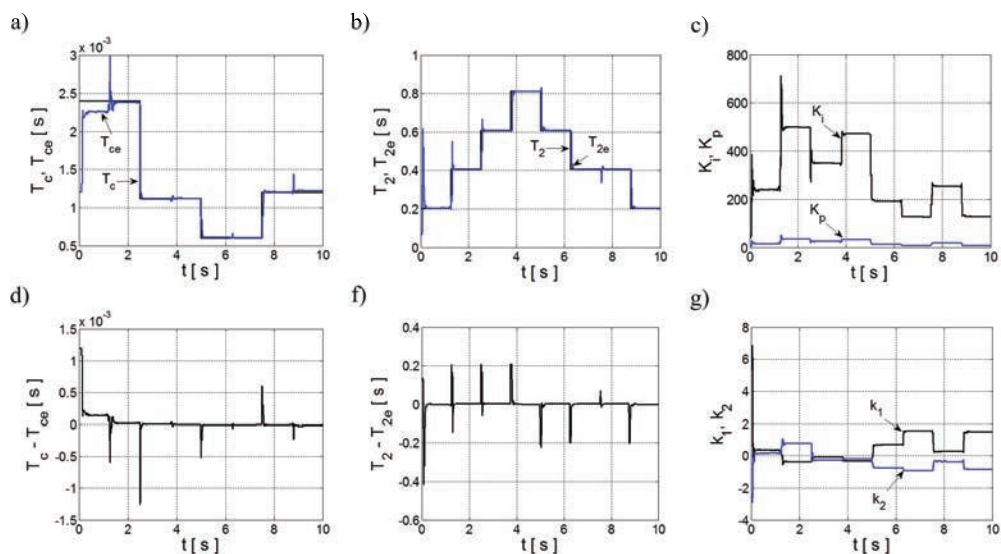 a)
x 10⁻³
3
2.5
2
1.5
1
0.5
0 2 4 6 8 10
T_c, T_ce [ s ]
t [ s ]
T_ce
T_c
b)
1
0.8
0.6
0.4
0.2
0
0 2 4 6 8 10
T_2, T_2e [ s ]
t [ s ]
T_2
T_2e
c)
800
600
400
200
0
0 2 4 6 8 10
K_i, K_p
t [ s ]
K_i
K_p
d)
x 10⁻³
1.5
1
0.5
0
-0.5
-1
-1.5
0 2 4 6 8 10
T_c - T_ce [ s ]
t [ s ]
f)
0.4
0.2
0
-0.2
-0.4
-0.6
0 2 4 6 8 10
T_2 - T_2e [ s ]
t [ s ]
g)
8
6
4
2
0
-2
-4
0 2 4 6 8 10
k_1, k_2
t [ s ]
k_1
k_2